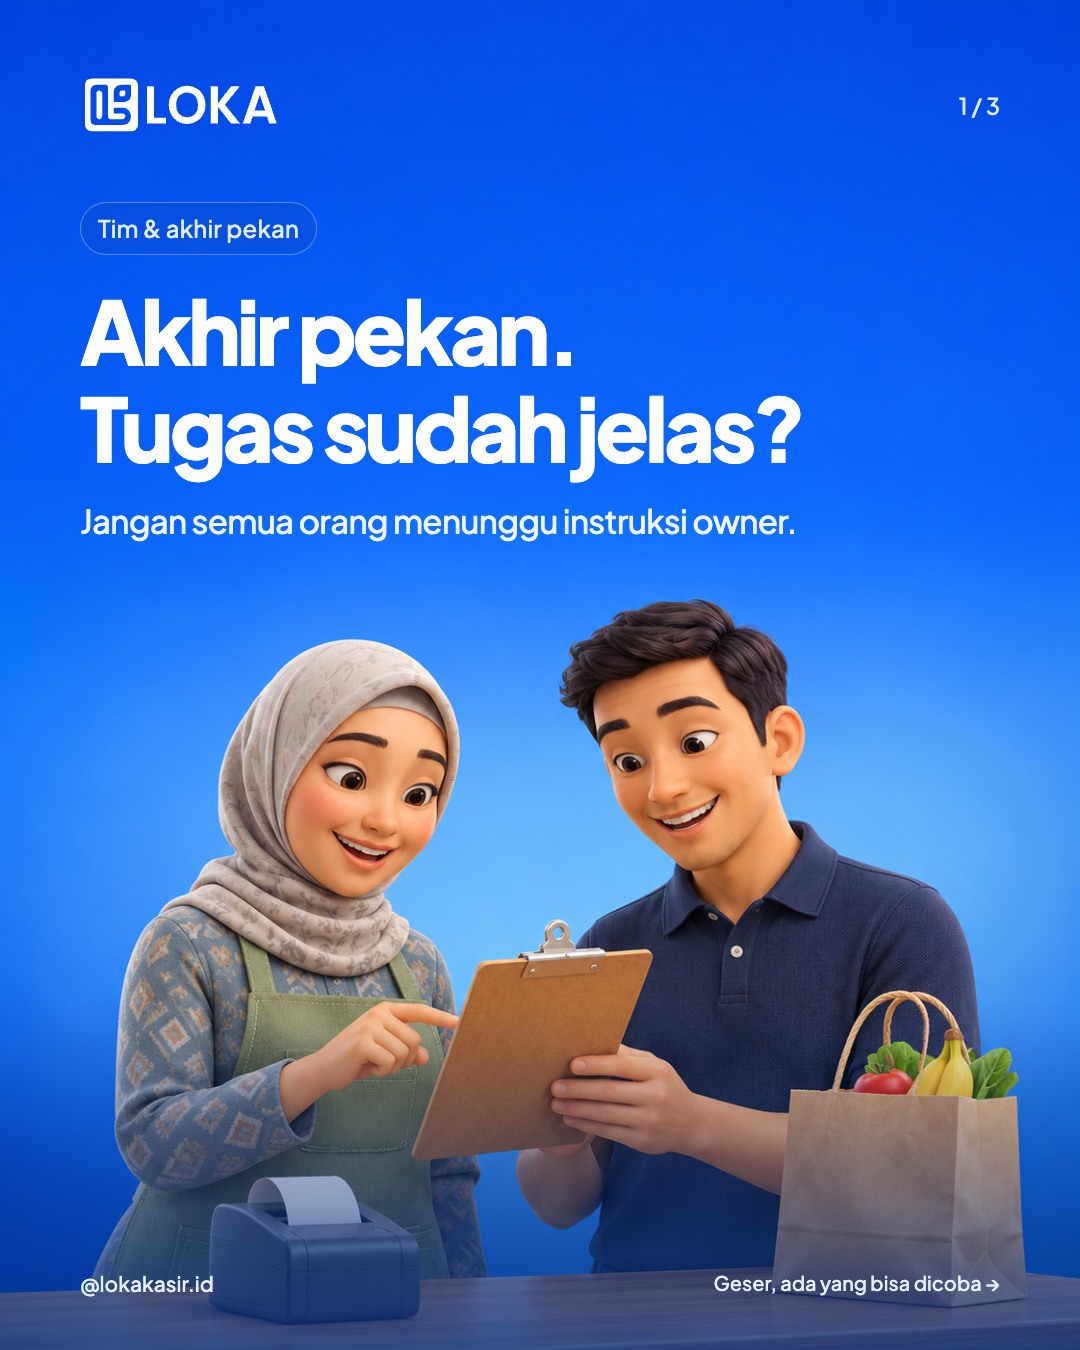 LOKA
1 / 3
Tim & akhir pekan
Akhir pekan.
Tugas sudah jelas?
Jangan semua orang menunggu instruksi owner.
@lokakasir.id
Geser, ada yang bisa dicoba →